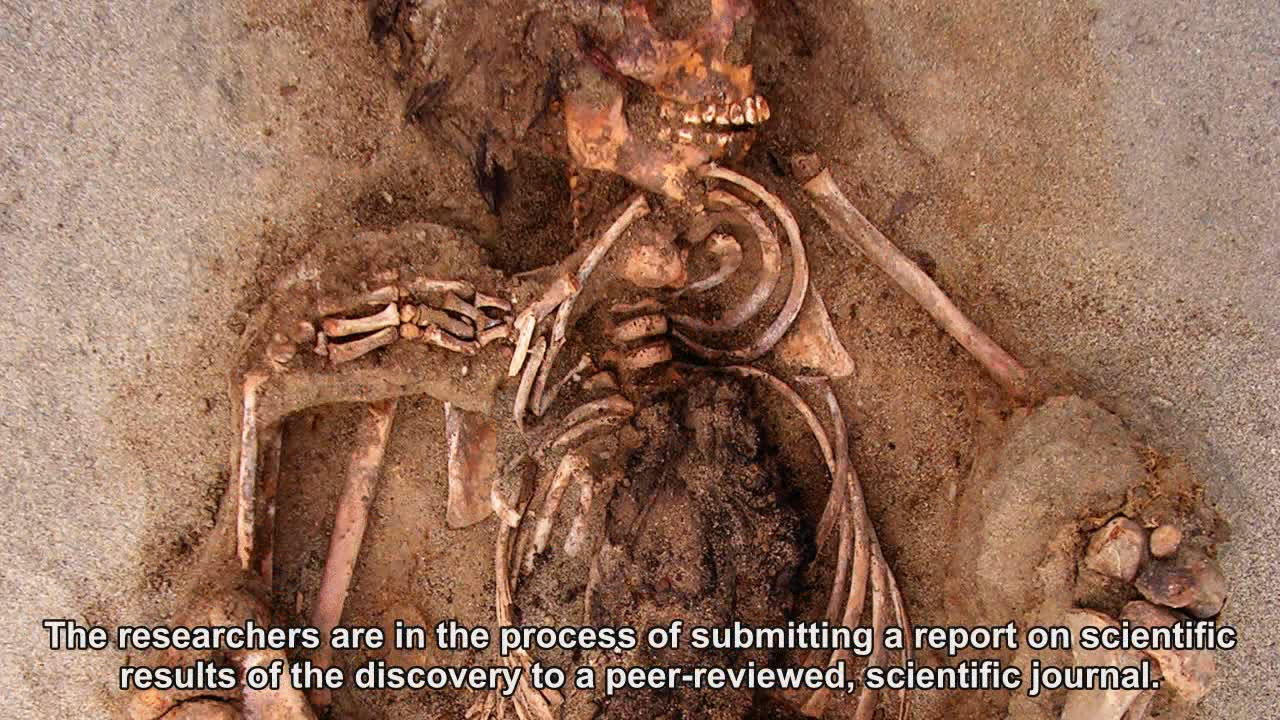 The researchers are in the process of submitting a report on scientific
results of the discovery to a peer-reviewed, scientific journal.